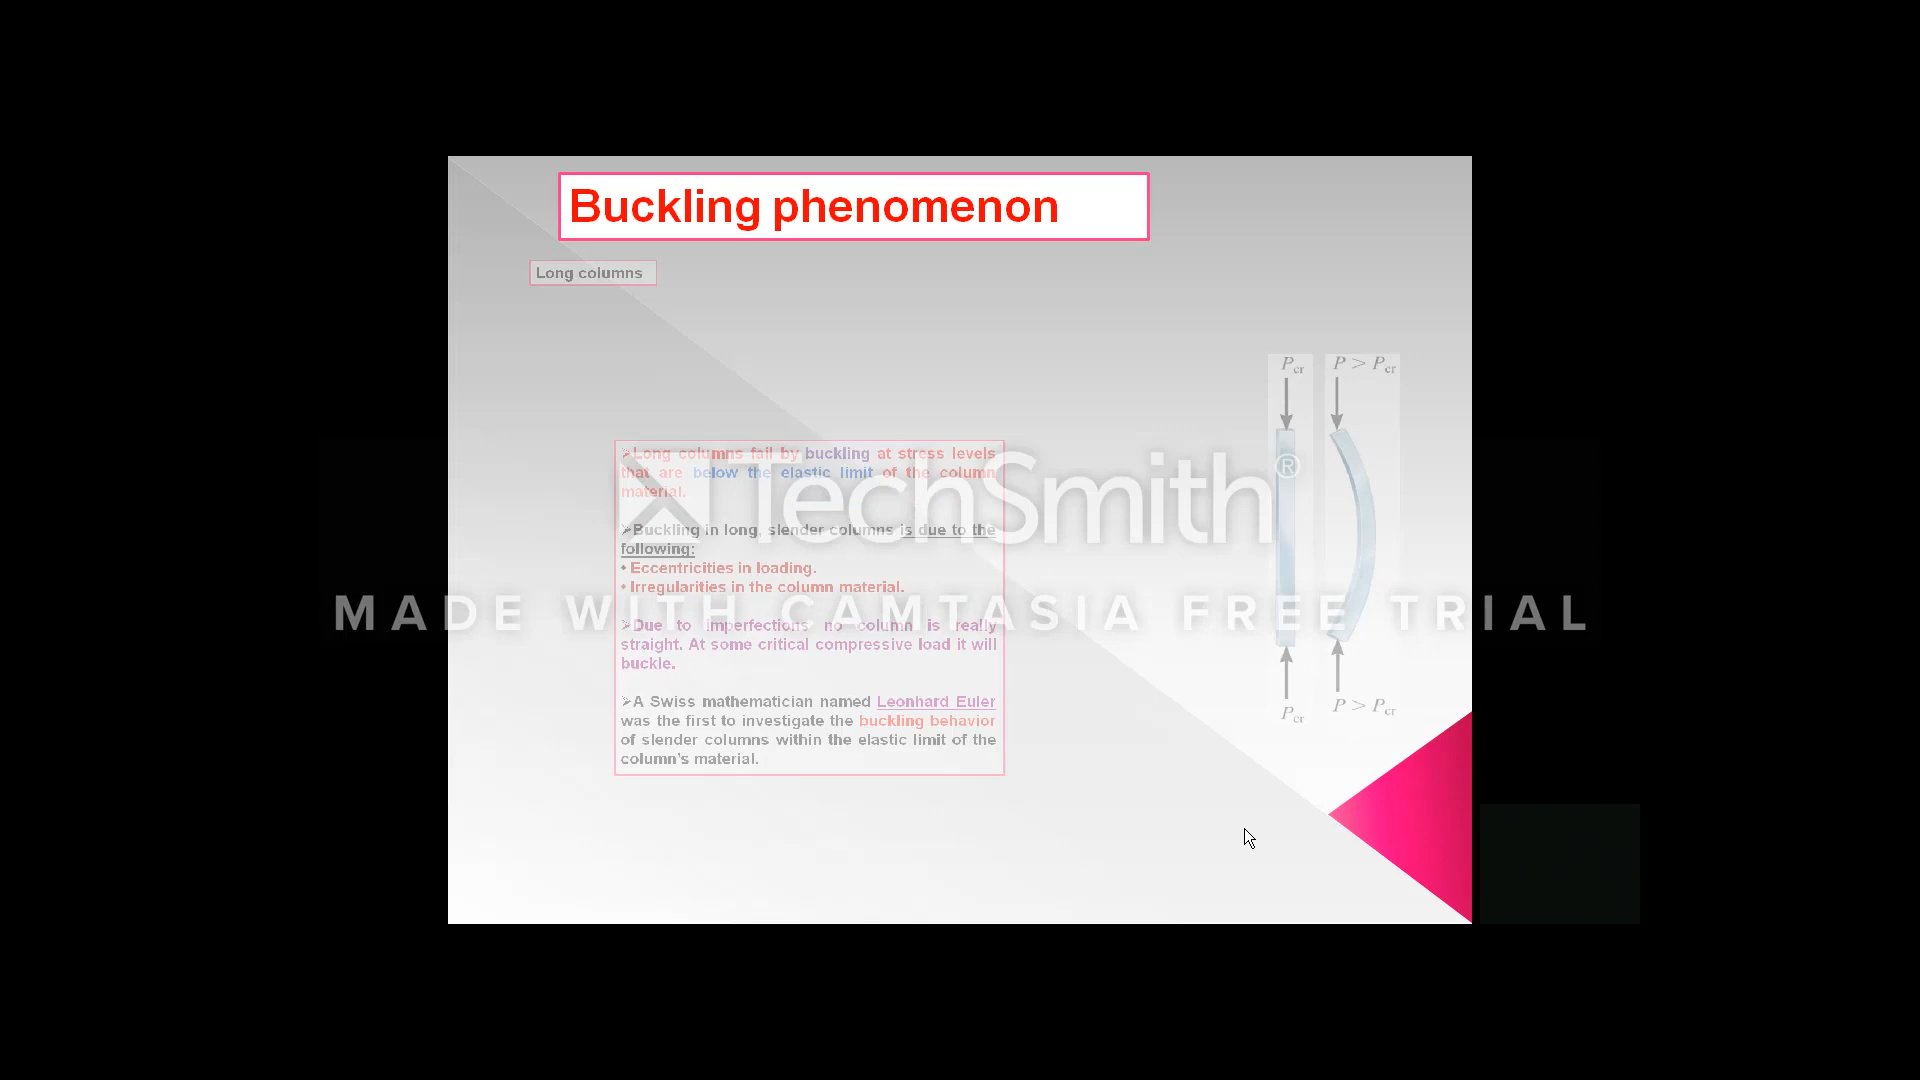 Buckling phenomenon
Long columns
P_cr
P > P_cr
➢Long columns fail by buckling at stress levels
that are below the elastic limit of the column
material.
➢Buckling in long, slender columns is due to the
following:
• Eccentricities in loading.
• Irregularities in the column material.
➢Due to imperfections no column is really
straight. At some critical compressive load it will
buckle.
➢A Swiss mathematician named Leonhard Euler
was the first to investigate the buckling behavior
of slender columns within the elastic limit of the
column's material.
P_cr
P > P_cr
TechSmith®
MADE WITH CAMTASIA FREE TRIAL